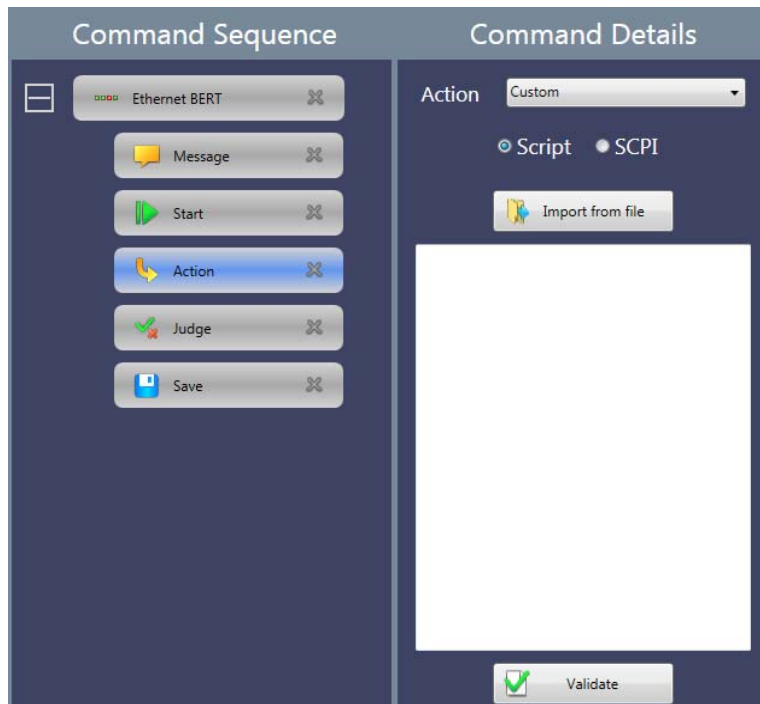 Command Sequence
Ethernet BERT
Message
Start
Action
Judge
Save
Command Details
Action Custom
Script SCPI
Import from file
Validate